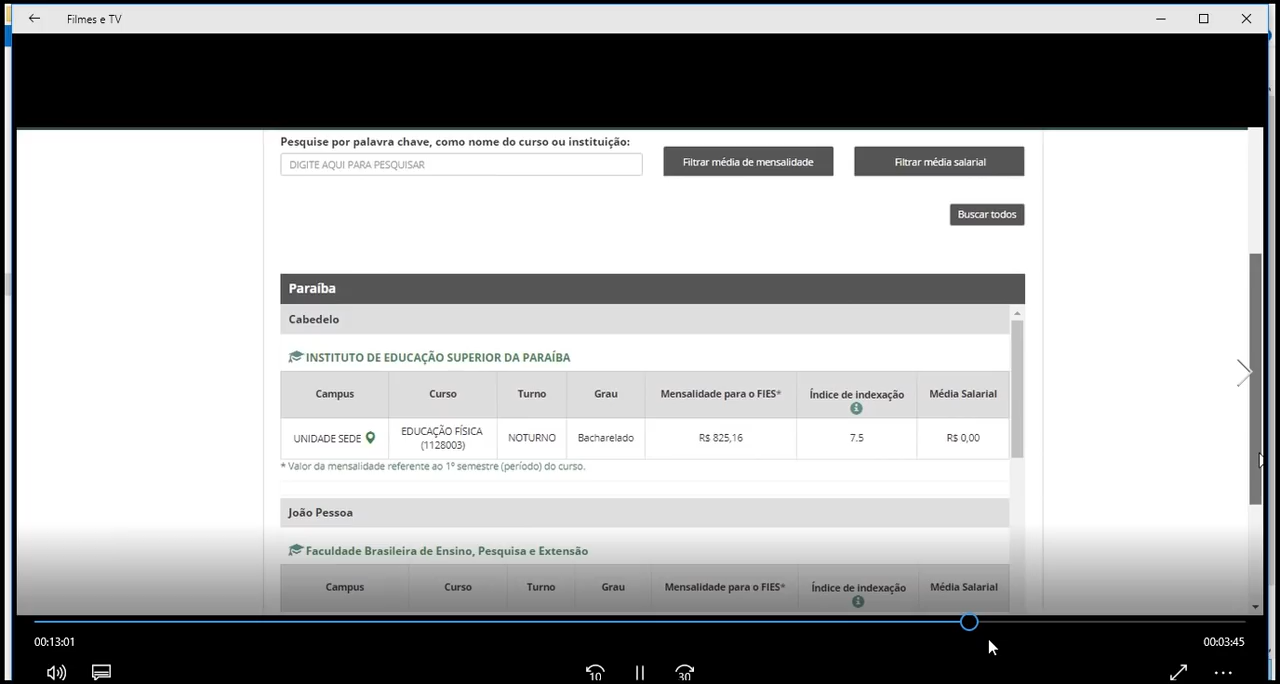 Filmes e TV
Pesquise por palavra chave, como nome do curso ou instituição:
DIGITE AQUI PARA PESQUISAR
Filtrar média de mensalidade
Filtrar média salarial
Buscar todos
Paraíba
Cabedelo
INSTITUTO DE EDUCAÇÃO SUPERIOR DA PARAÍBA
Campus Curso Turno Grau Mensalidade para o FIES* Índice de indexação Média Salarial
UNIDADE SEDE EDUCAÇÃO FÍSICA (1128003) NOTURNO Bacharelado R$ 825,16 7.5 R$ 0,00
* Valor da mensalidade referente ao 1º semestre (período) do curso.
João Pessoa
Faculdade Brasileira de Ensino, Pesquisa e Extensão
Campus Curso Turno Grau Mensalidade para o FIES* Índice de indexação Média Salarial
00:13:01
00:03:45
10
30